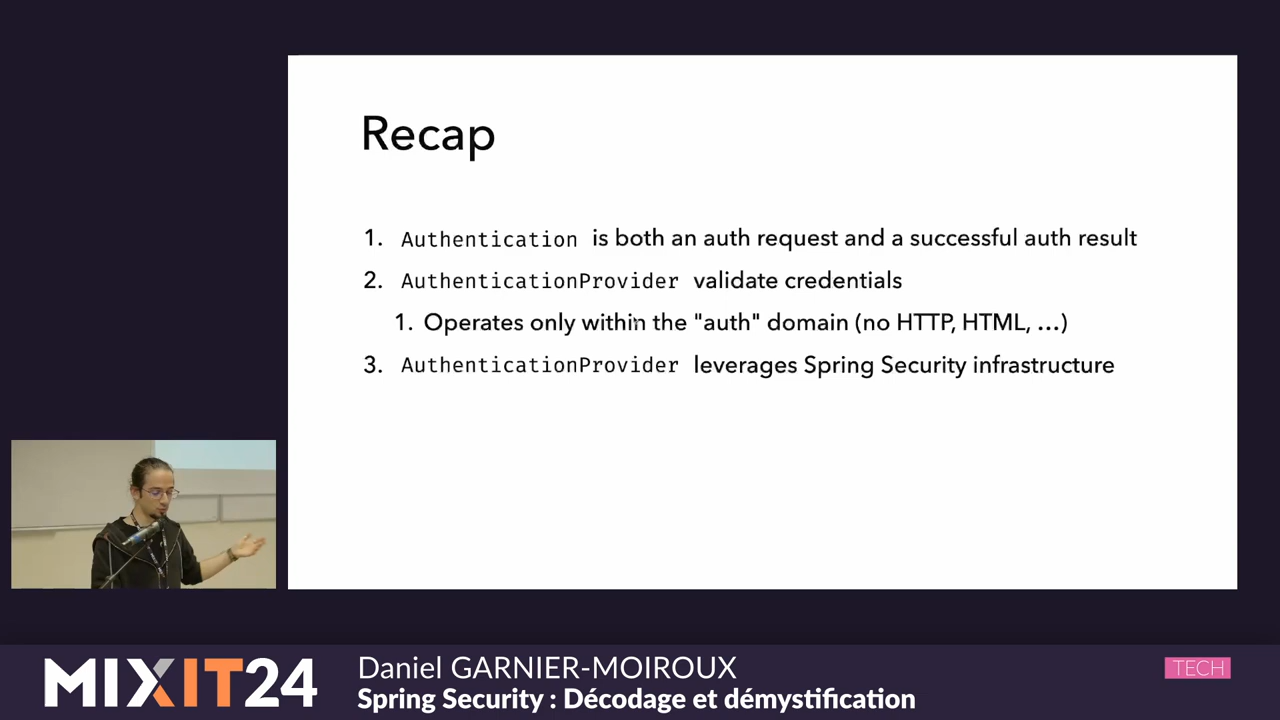 Recap
1. Authentication is both an auth request and a successful auth result
2. AuthenticationProvider validate credentials
1. Operates only within the "auth" domain (no HTTP, HTML, …)
3. AuthenticationProvider leverages Spring Security infrastructure
MIXIT24
Daniel GARNIER-MOIROUX
TECH
Spring Security : Décodage et démystification